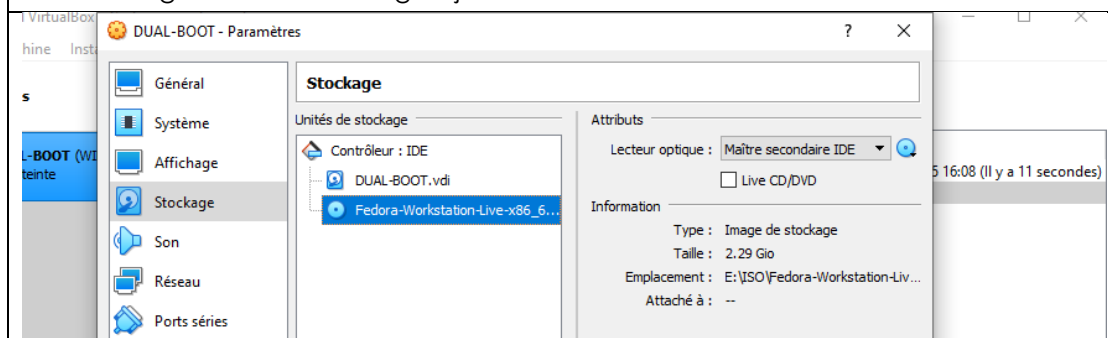 VirtualBox
DUAL-BOOT - Paramètres ? ×
hine Insta
Général
Stockage
s
Système
Unités de stockage
Attributs
L-BOOT (WI
teinte
Affichage
Contrôleur : IDE
Lecteur optique : Maître secondaire IDE
DUAL-BOOT.vdi
Live CD/DVD
5 16:08 (Il y a 11 secondes)
Stockage
Fedora-Workstation-Live-x86_6...
Information
Type : Image de stockage
Son
Taille : 2.29 Gio
Réseau
Emplacement : E:\ISO\Fedora-Workstation-Liv...
Attaché à : --
Ports séries